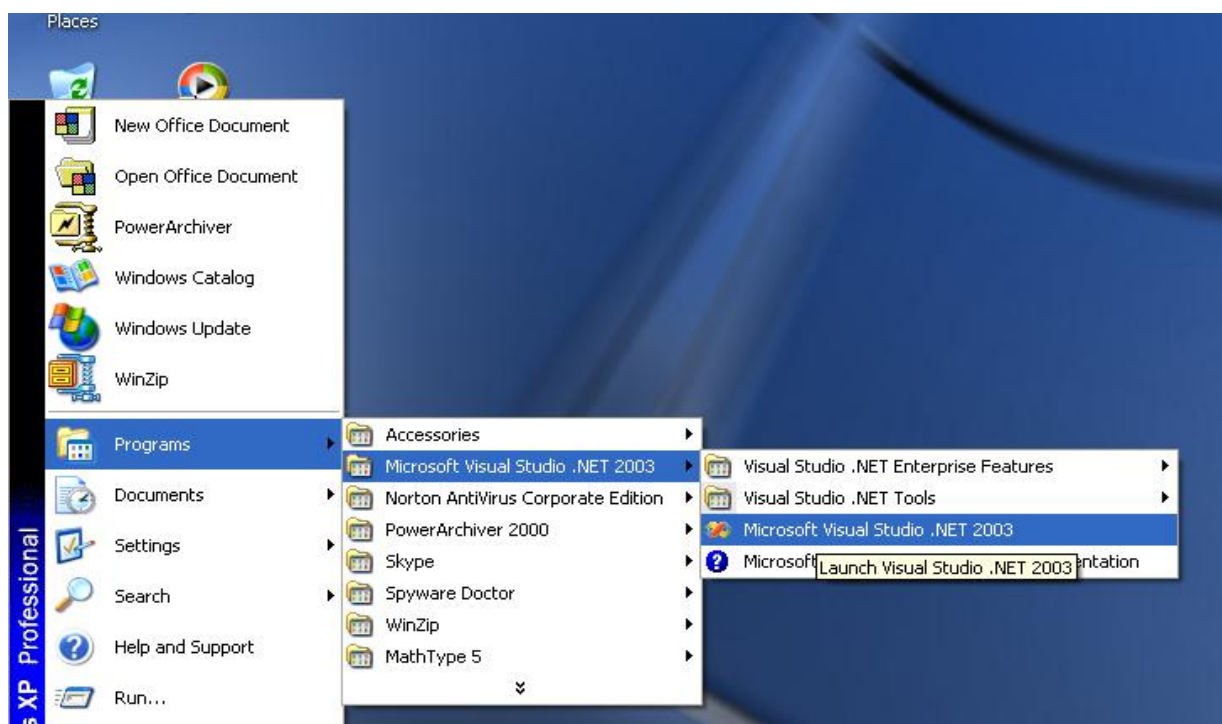 Places
New Office Document
Open Office Document
PowerArchiver
Windows Catalog
Windows Update
WinZip
Programs
Documents
Settings
Search
Help and Support
Run...
XP Professional
Accessories
Microsoft Visual Studio .NET 2003
Norton AntiVirus Corporate Edition
PowerArchiver 2000
Skype
Spyware Doctor
WinZip
MathType 5
Visual Studio .NET Enterprise Features
Visual Studio .NET Tools
Microsoft Visual Studio .NET 2003
Microsoft
Launch Visual Studio .NET 2003